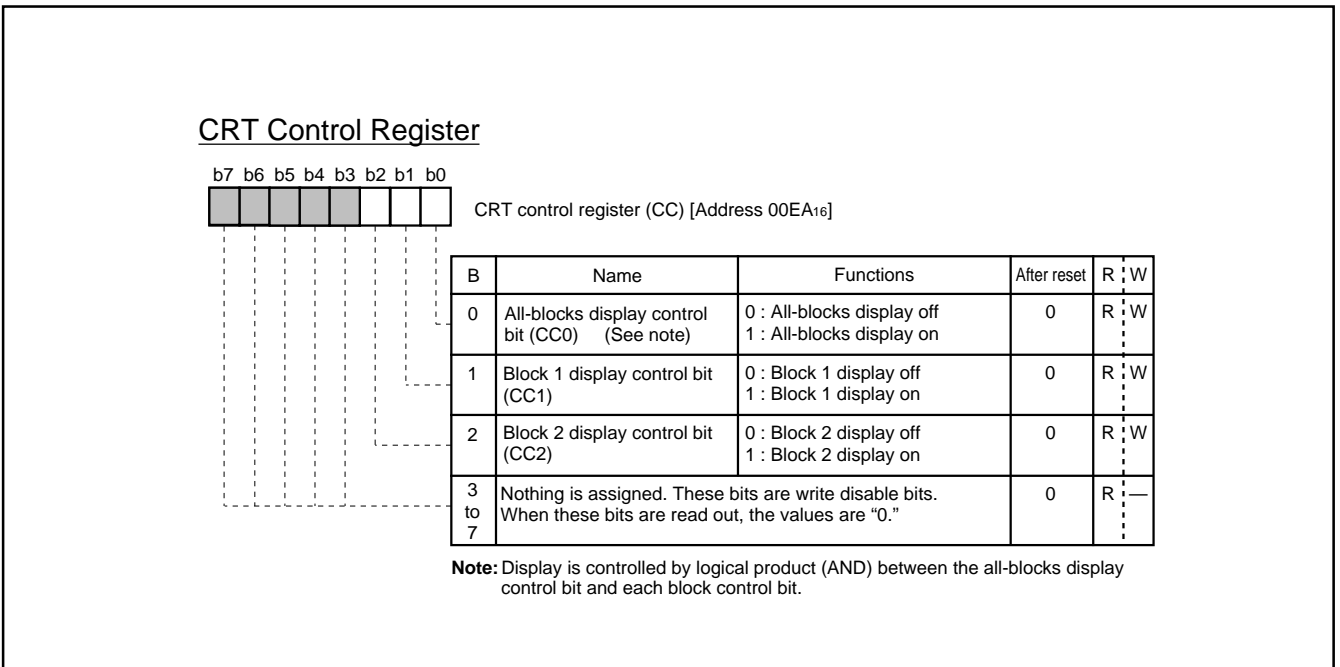 CRT Control Register
b7 b6 b5 b4 b3 b2 b1 b0
CRT control register (CC) [Address 00EA16]
B Name Functions After reset R W
0 All-blocks display control bit (CC0) (See note) 0 : All-blocks display off 1 : All-blocks display on 0 R W
1 Block 1 display control bit (CC1) 0 : Block 1 display off 1 : Block 1 display on 0 R W
2 Block 2 display control bit (CC2) 0 : Block 2 display off 1 : Block 2 display on 0 R W
3 to 7 Nothing is assigned. These bits are write disable bits. When these bits are read out, the values are “0.” 0 R —
Note: Display is controlled by logical product (AND) between the all-blocks display
control bit and each block control bit.